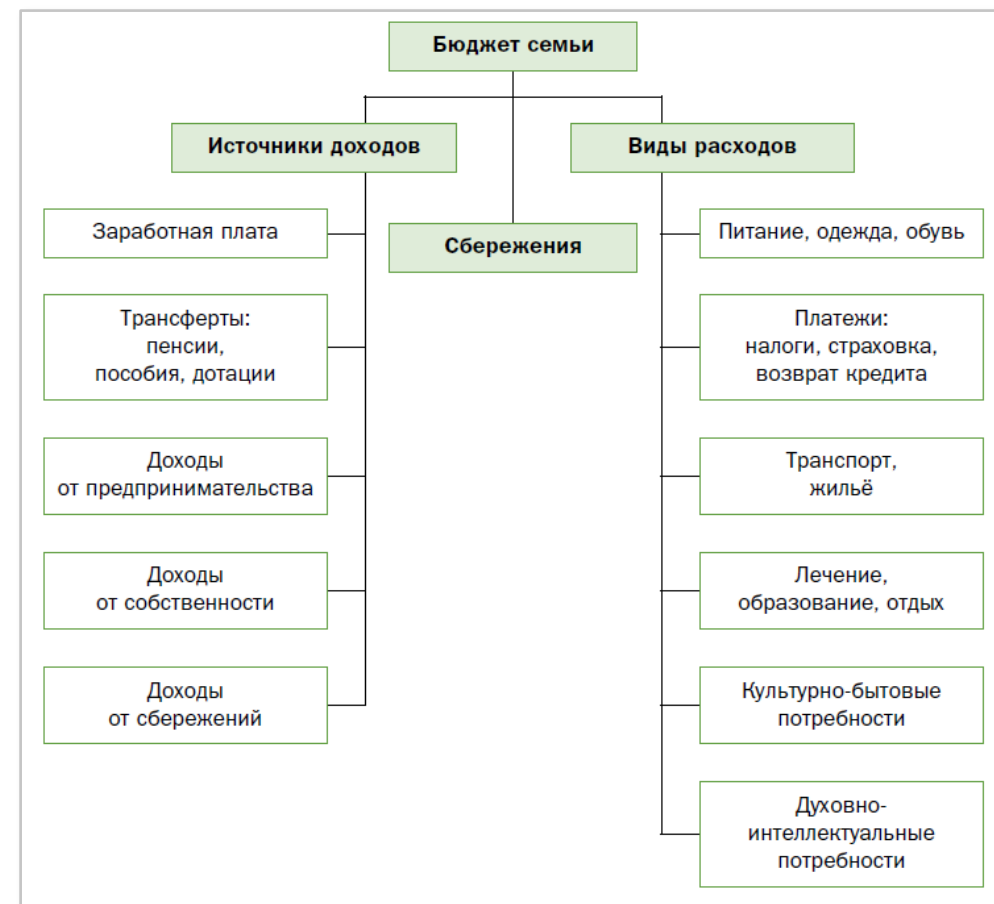 Бюджет семьи
Источники доходов
Виды расходов
Сбережения
Заработная плата
Трансферты:
пенсии,
пособия, дотации
Доходы
от предпринимательства
Доходы
от собственности
Доходы
от сбережений
Питание, одежда, обувь
Платежи:
налоги, страховка,
возврат кредита
Транспорт,
жильё
Лечение,
образование, отдых
Культурно-бытовые
потребности
Духовно-
интеллектуальные
потребности